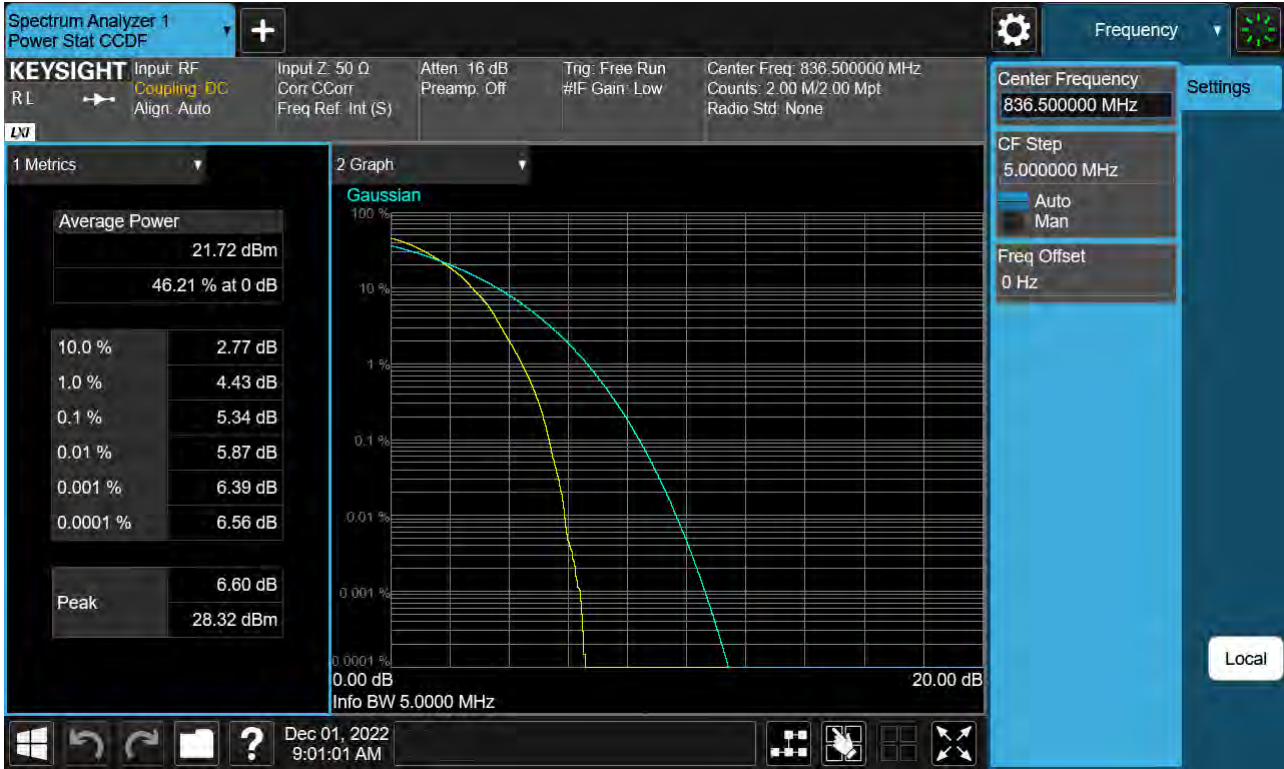 Spectrum Analyzer 1
Power Stat CCDF
Frequency
KEYSIGHT
R L
LXI
Input: RF
Coupling: DC
Align: Auto
Input Z: 50 Ω
Corr CCorr
Freq Ref: Int (S)
Atten: 16 dB
Preamp: Off
Trig: Free Run
#IF Gain: Low
Center Freq: 836.500000 MHz
Counts: 2.00 M/2.00 Mpt
Radio Std: None
Center Frequency
836.500000 MHz
Settings
CF Step
5.000000 MHz
Auto
Man
Freq Offset
0 Hz
Local
1 Metrics
Average Power
21.72 dBm
46.21 % at 0 dB
10.0 % 2.77 dB
1.0 % 4.43 dB
0.1 % 5.34 dB
0.01 % 5.87 dB
0.001 % 6.39 dB
0.0001 % 6.56 dB
Peak
6.60 dB
28.32 dBm
2 Graph
Gaussian
100 %
10 %
1 %
0.1 %
0.01 %
0.001 %
0.0001 %
0.00 dB 20.00 dB
Info BW 5.0000 MHz
?
Dec 01, 2022
9:01:01 AM